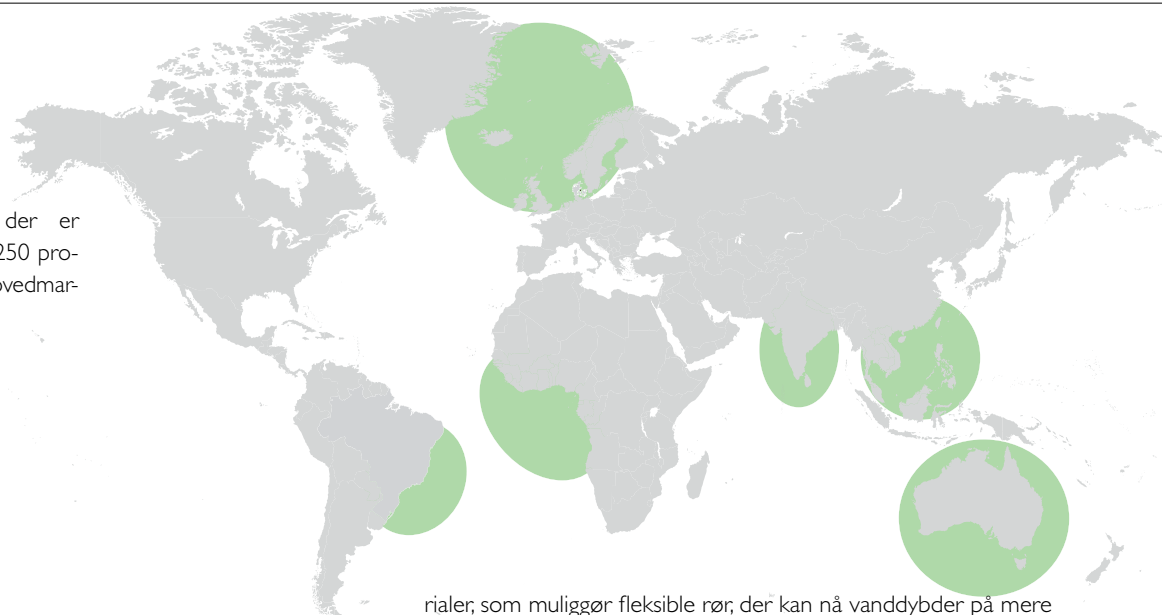 der er
250 pro-
ovedmar-
rialer, som muliggør fleksible rør, der kan nå vanddybder på mere